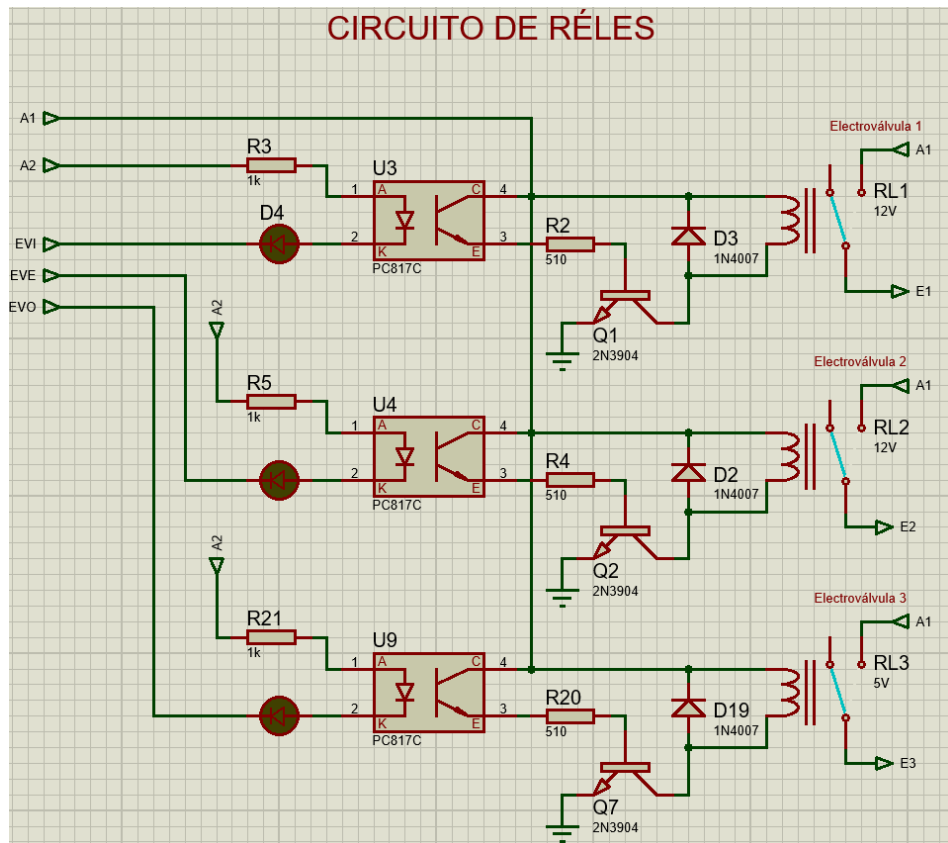 CIRCUITO DE RÉLES
A1
A2
EVI
EVE
EVO
R3
1k
D4
U3
1
A
C
4
2
K
E
3
PC817C
R2
510
D3
1N4007
Q1
2N3904
Electroválvula 1
A1
RL1
12V
E1
A2
R5
1k
U4
1
A
C
4
2
K
E
3
PC817C
R4
510
D2
1N4007
Q2
2N3904
Electroválvula 2
A1
RL2
12V
E2
A2
R21
1k
U9
1
A
C
4
2
K
E
3
PC817C
R20
510
D19
1N4007
Q7
2N3904
Electroválvula 3
A1
RL3
5V
E3